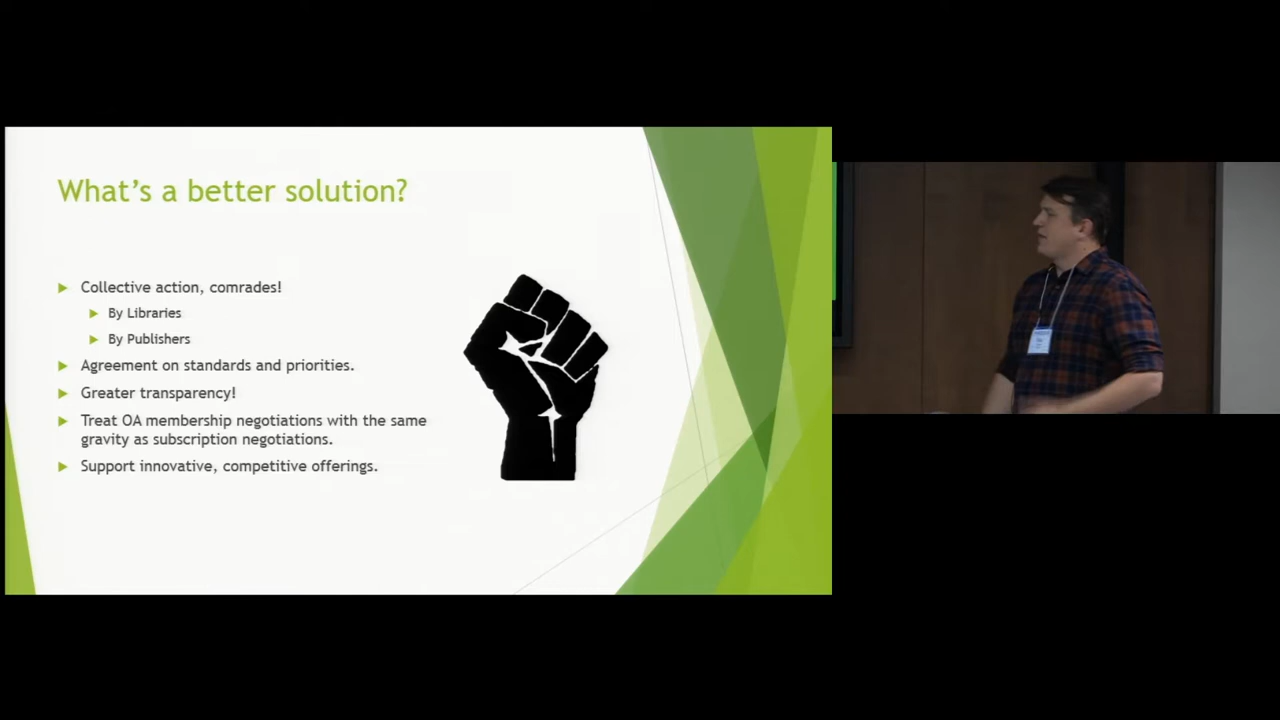 What's a better solution?
Collective action, comrades!
By Libraries
By Publishers
Agreement on standards and priorities.
Greater transparency!
Treat OA membership negotiations with the same
gravity as subscription negotiations.
Support innovative, competitive offerings.